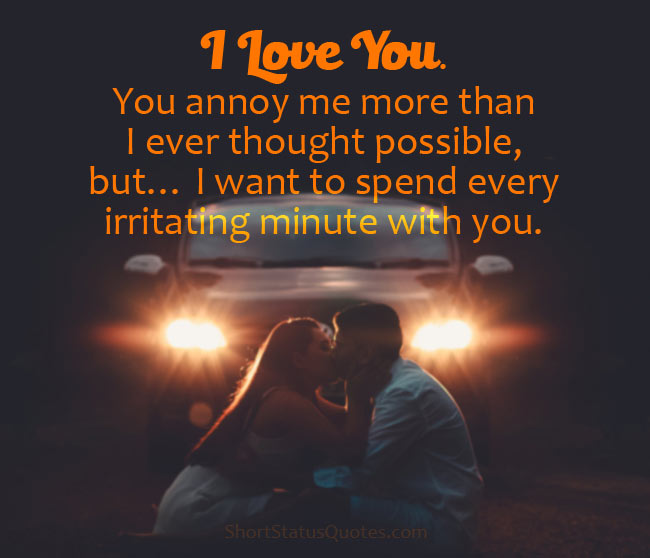 I Love You.
You annoy me more than
I ever thought possible,
but... I want to spend every
irritating minute with you.
ShortStatusQuotes.com